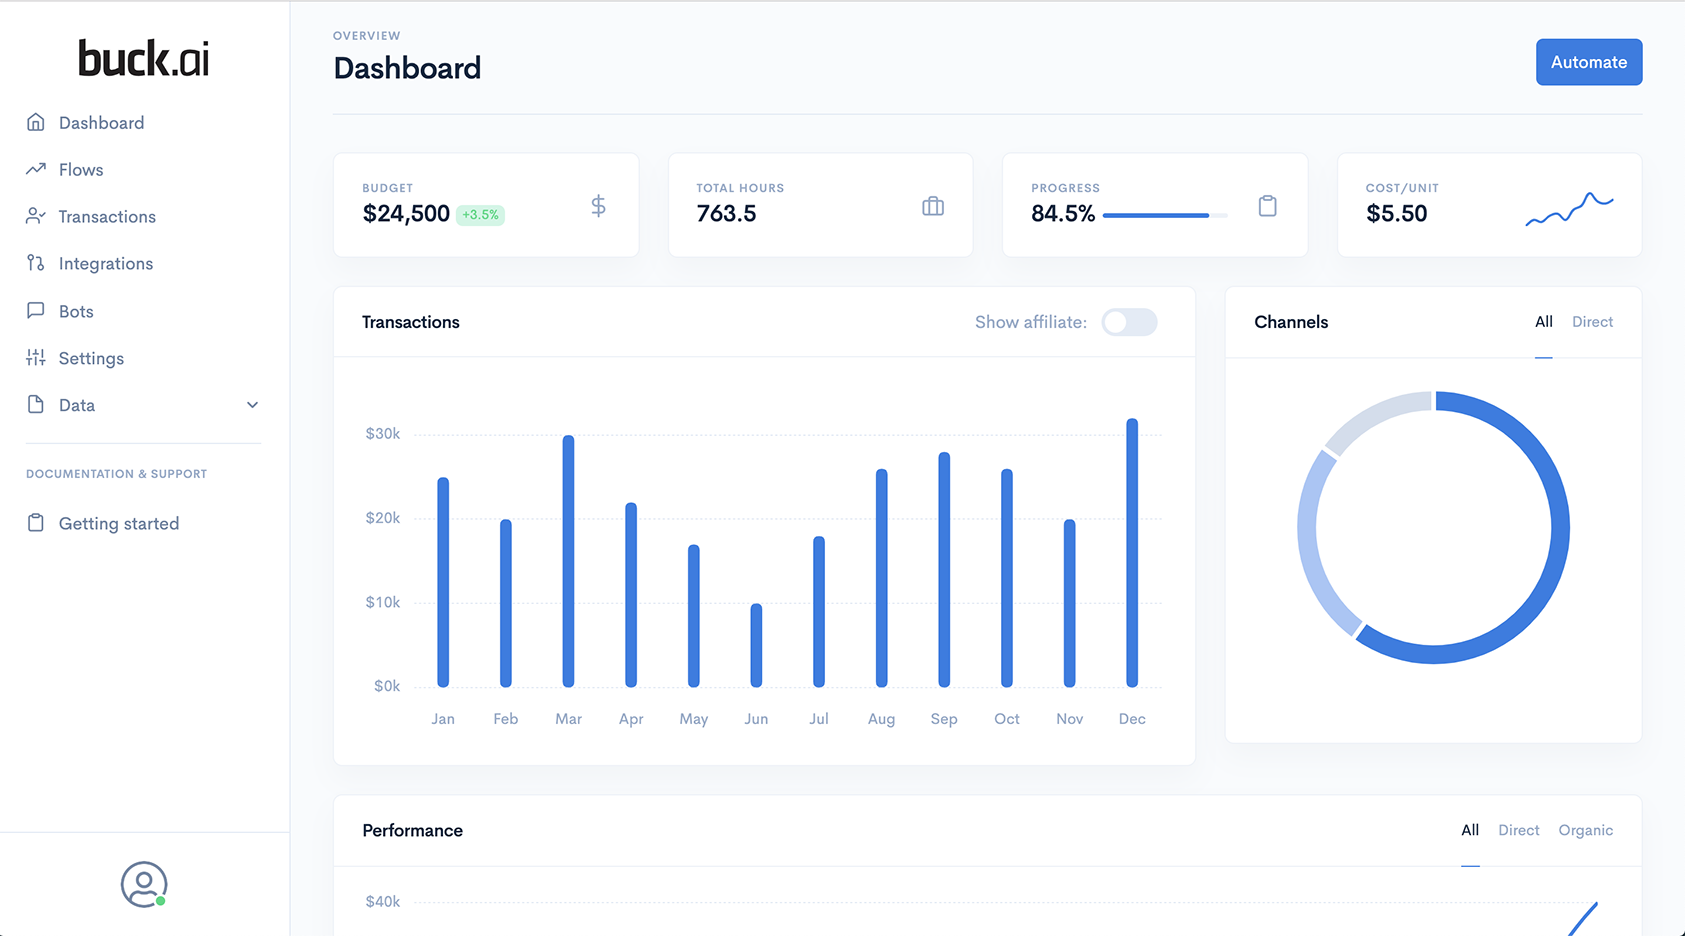 buck.ai
Dashboard
Flows
Transactions
Integrations
Bots
Settings
Data
DOCUMENTATION & SUPPORT
Getting started
OVERVIEW
Dashboard
Automate
BUDGET
$24,500 +3.5%
TOTAL HOURS
763.5
PROGRESS
84.5%
COST/UNIT
$5.50
Transactions
Show affiliate:
$30k
$20k
$10k
$0k
Jan Feb Mar Apr May Jun Jul Aug Sep Oct Nov Dec
Channels
All Direct
Performance
All Direct Organic
$40k